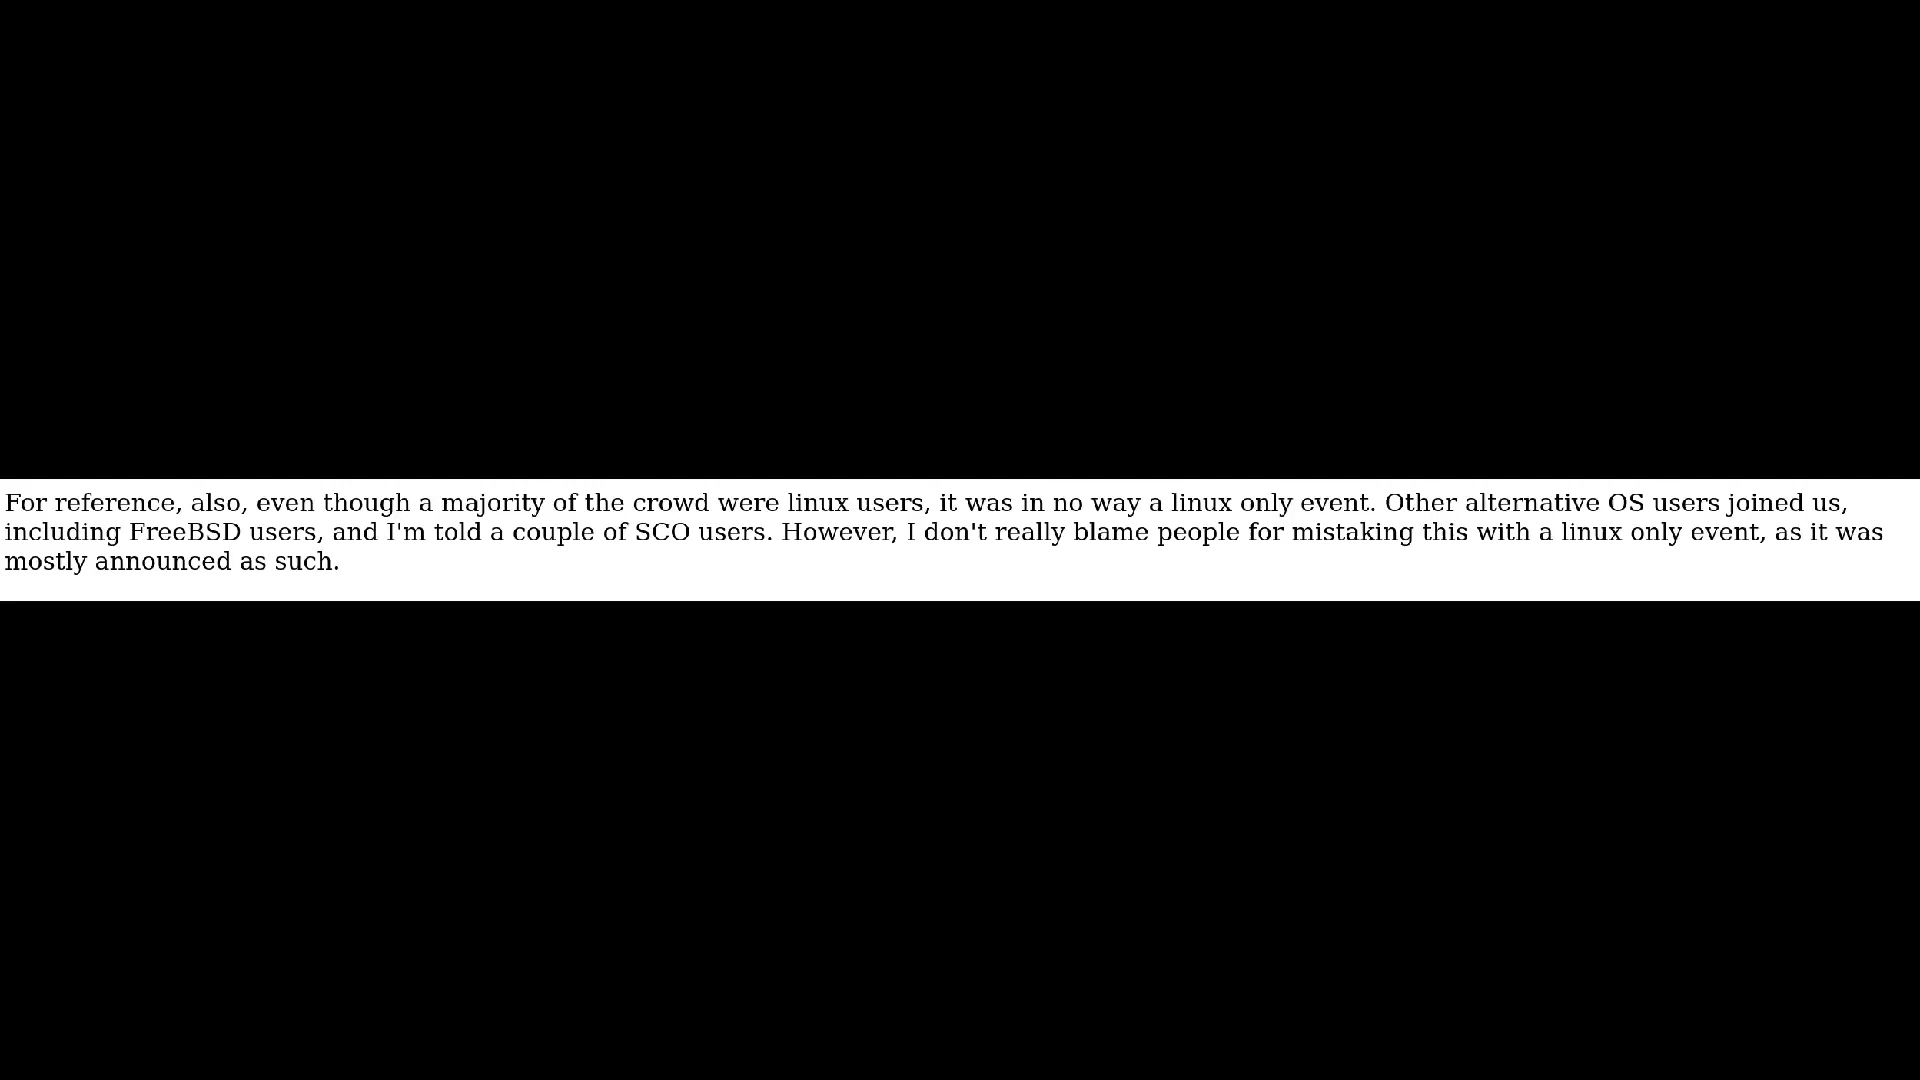 For reference, also, even though a majority of the crowd were linux users, it was in no way a linux only event. Other alternative OS users joined us,
including FreeBSD users, and I'm told a couple of SCO users. However, I don't really blame people for mistaking this with a linux only event, as it was
mostly announced as such.